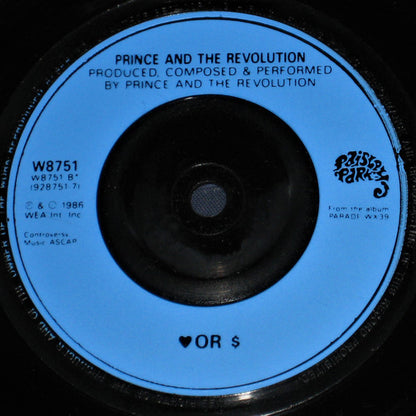 PRINCE AND THE REVOLUTION
PRODUCED, COMPOSED & PERFORMED
BY PRINCE AND THE REVOLUTION
W8751
W8751 B*
(928751 7)
℗ & © 1986
WEA Int. Inc
Controversy
Music ASCAP
Paisley
Park
From the album
PARADE WX 39
♥OR $